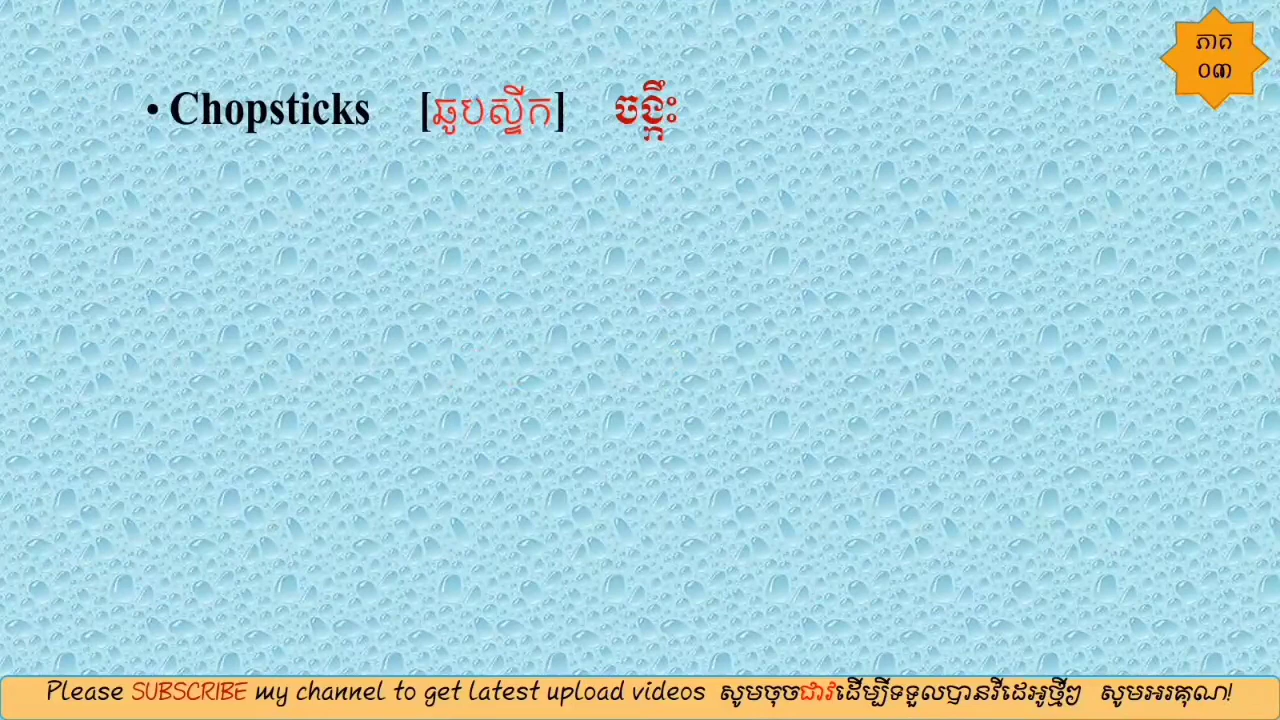 ភាគ
០៣
• Chopsticks [ឆូបស្ទីក] ចង្កឹះ
Please SUBSCRIBE my channel to get latest upload videos សូមចុចជាវដើម្បីទទួលបានវីដេអូថ្មីៗ សូមអរគុណ!